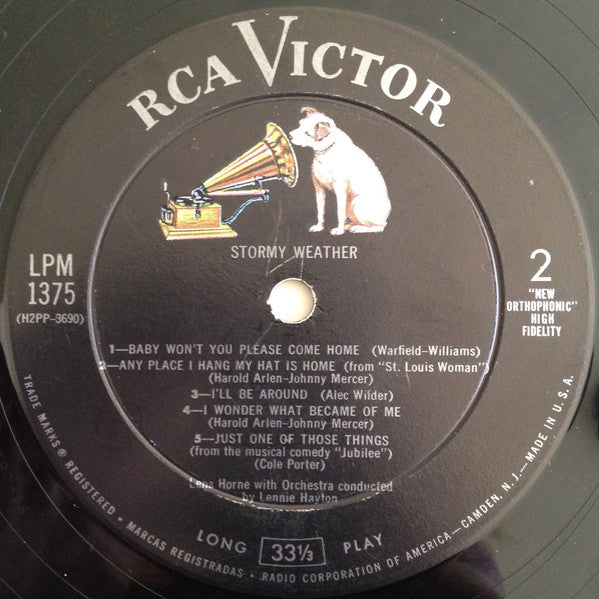 RCA VICTOR
STORMY WEATHER
LPM
1375
(H2PP-3690)
2
"NEW
ORTHOPHONIC"
HIGH
FIDELITY
1—BABY WON'T YOU PLEASE COME HOME (Warfield-Williams)
2—ANY PLACE I HANG MY HAT IS HOME (from "St. Louis Woman")
(Harold Arlen-Johnny Mercer)
3—I'LL BE AROUND (Alec Wilder)
4—I WONDER WHAT BECAME OF ME
(Harold Arlen-Johnny Mercer)
5—JUST ONE OF THOSE THINGS
(from the musical comedy "Jubilee")
(Cole Porter)
Lena Horne with Orchestra conducted
by Lennie Hayton
LONG 33⅓ PLAY
TRADE MARKS ® REGISTERED • MARCAS REGISTRADAS • RADIO CORPORATION OF AMERICA—CAMDEN, N. J.—MADE IN U. S. A.